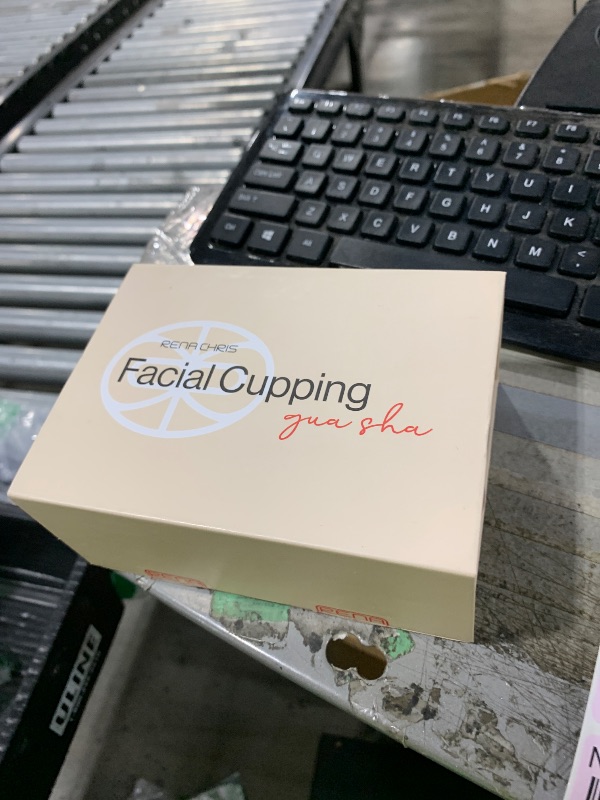 RENA CHRIS
Facial Cupping
gua sha
ULINE
Q W E R T Y U I
A S D F G H J K
Z X C V B N M